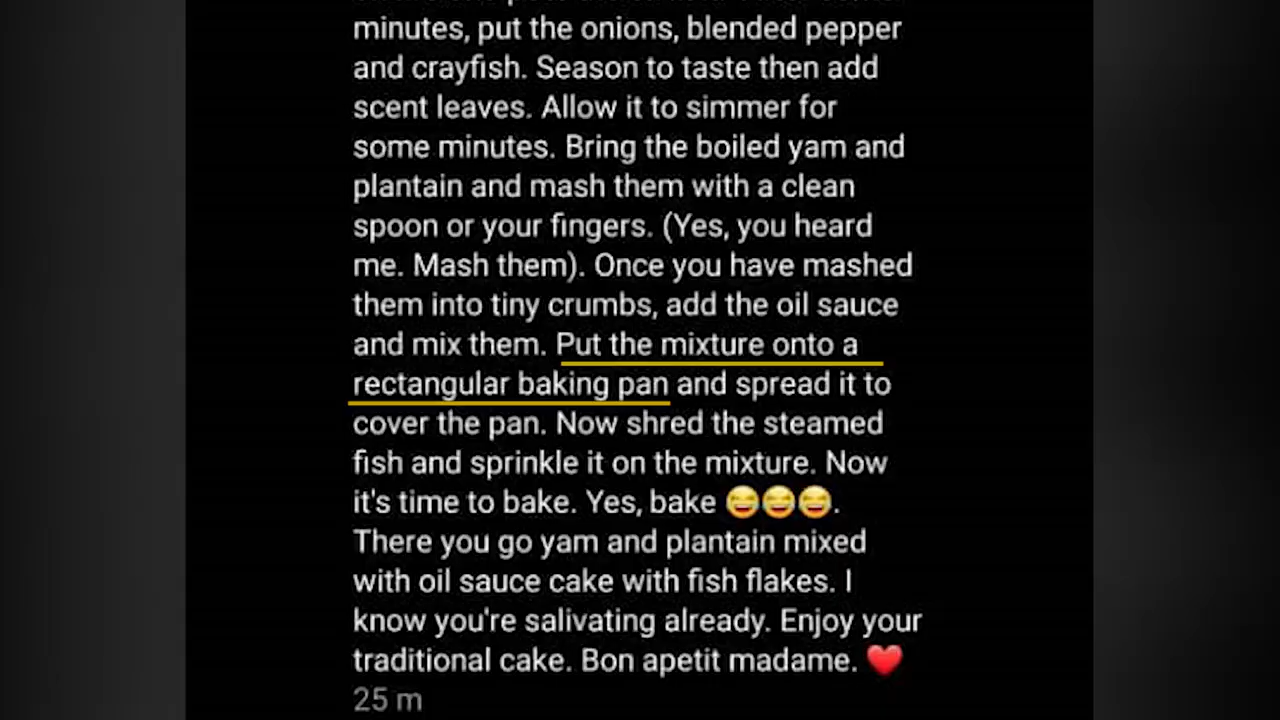 minutes, put the onions, blended pepper
and crayfish. Season to taste then add
scent leaves. Allow it to simmer for
some minutes. Bring the boiled yam and
plantain and mash them with a clean
spoon or your fingers. (Yes, you heard
me. Mash them). Once you have mashed
them into tiny crumbs, add the oil sauce
and mix them. Put the mixture onto a
rectangular baking pan and spread it to
cover the pan. Now shred the steamed
fish and sprinkle it on the mixture. Now
it's time to bake. Yes, bake 😂😂😂.
There you go yam and plantain mixed
with oil sauce cake with fish flakes. I
know you're salivating already. Enjoy your
traditional cake. Bon apetit madame. ❤️
25 m